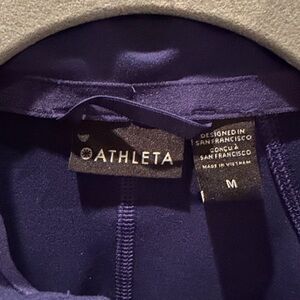 ATHLETA
DESIGNED IN
SAN FRANCISCO
CONÇU À
SAN FRANCISCO
MADE IN VIETNAM
M